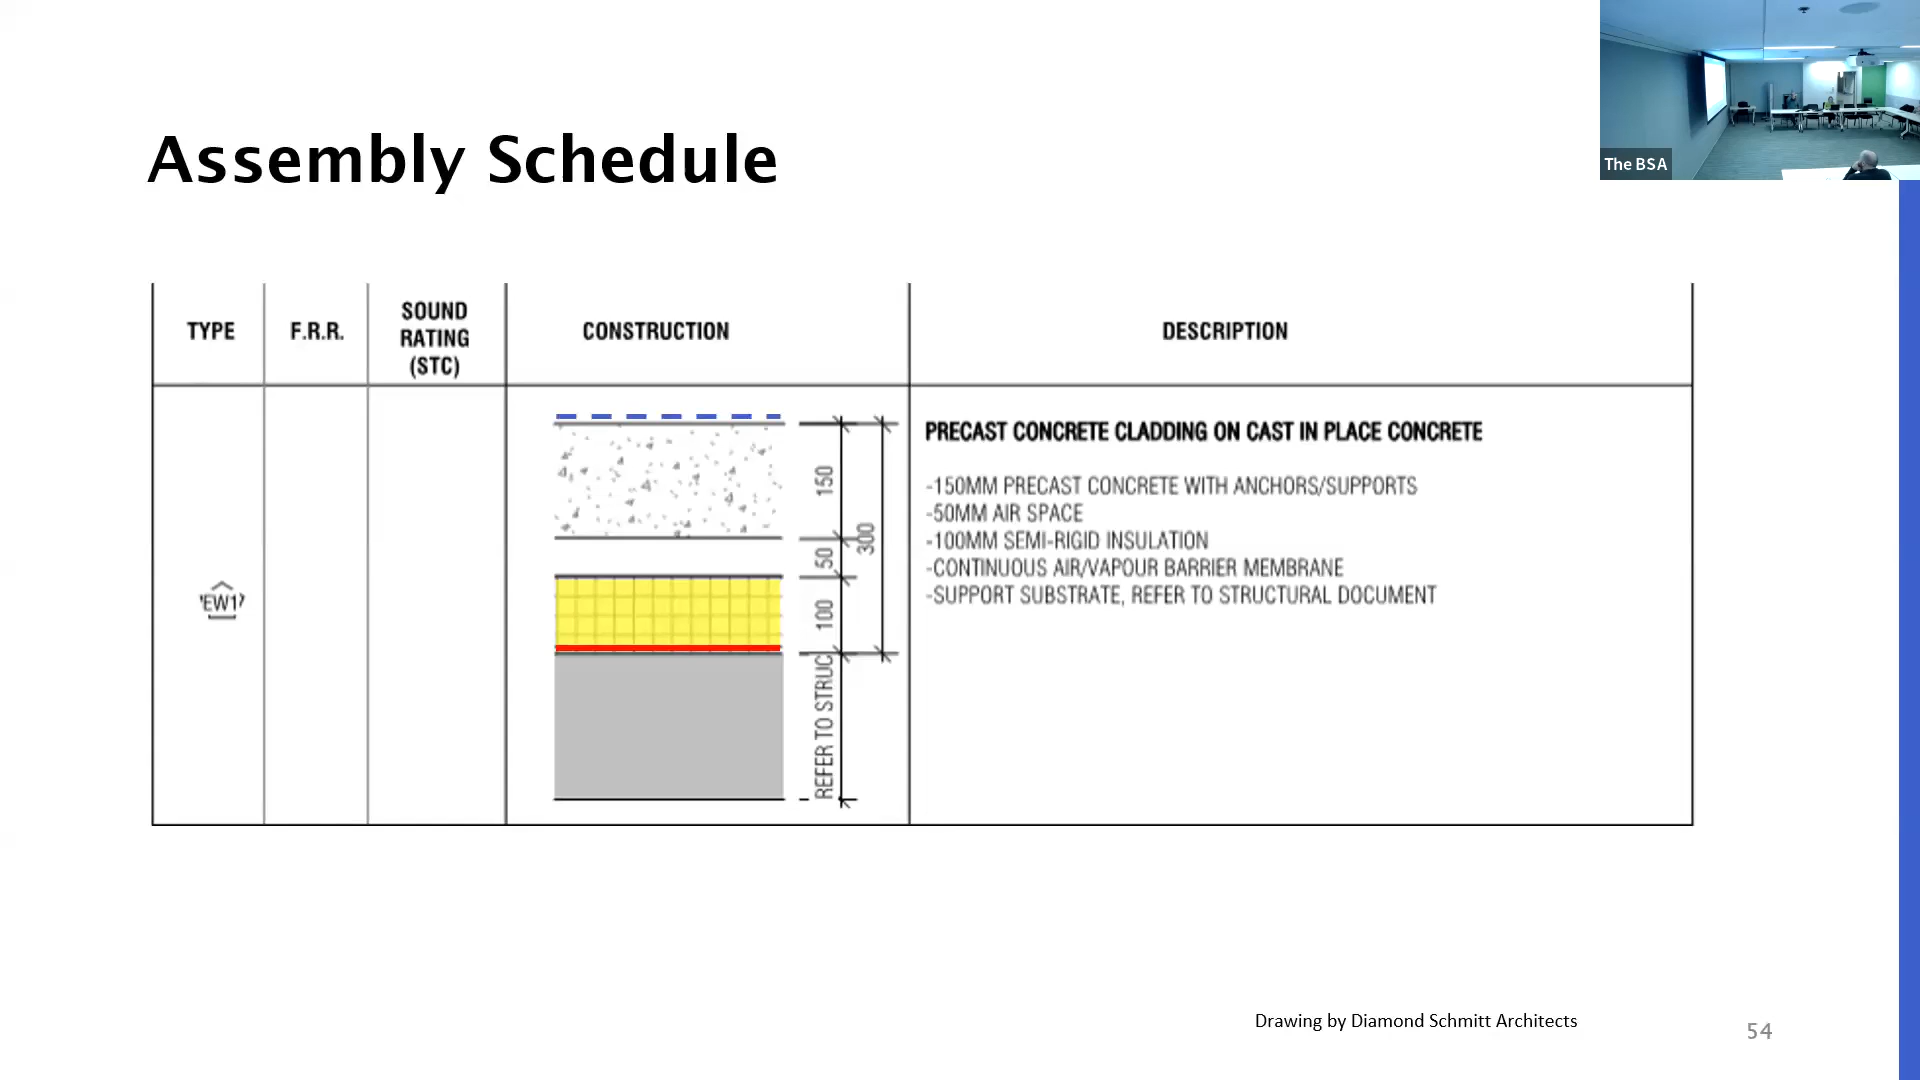 The BSA
Assembly Schedule
TYPE
F.R.R.
SOUND
RATING
(STC)
CONSTRUCTION
DESCRIPTION
EW1
150
50
100
300
REFER TO STRUC
PRECAST CONCRETE CLADDING ON CAST IN PLACE CONCRETE
-150MM PRECAST CONCRETE WITH ANCHORS/SUPPORTS
-50MM AIR SPACE
-100MM SEMI-RIGID INSULATION
-CONTINUOUS AIR/VAPOUR BARRIER MEMBRANE
-SUPPORT SUBSTRATE, REFER TO STRUCTURAL DOCUMENT
Drawing by Diamond Schmitt Architects
54